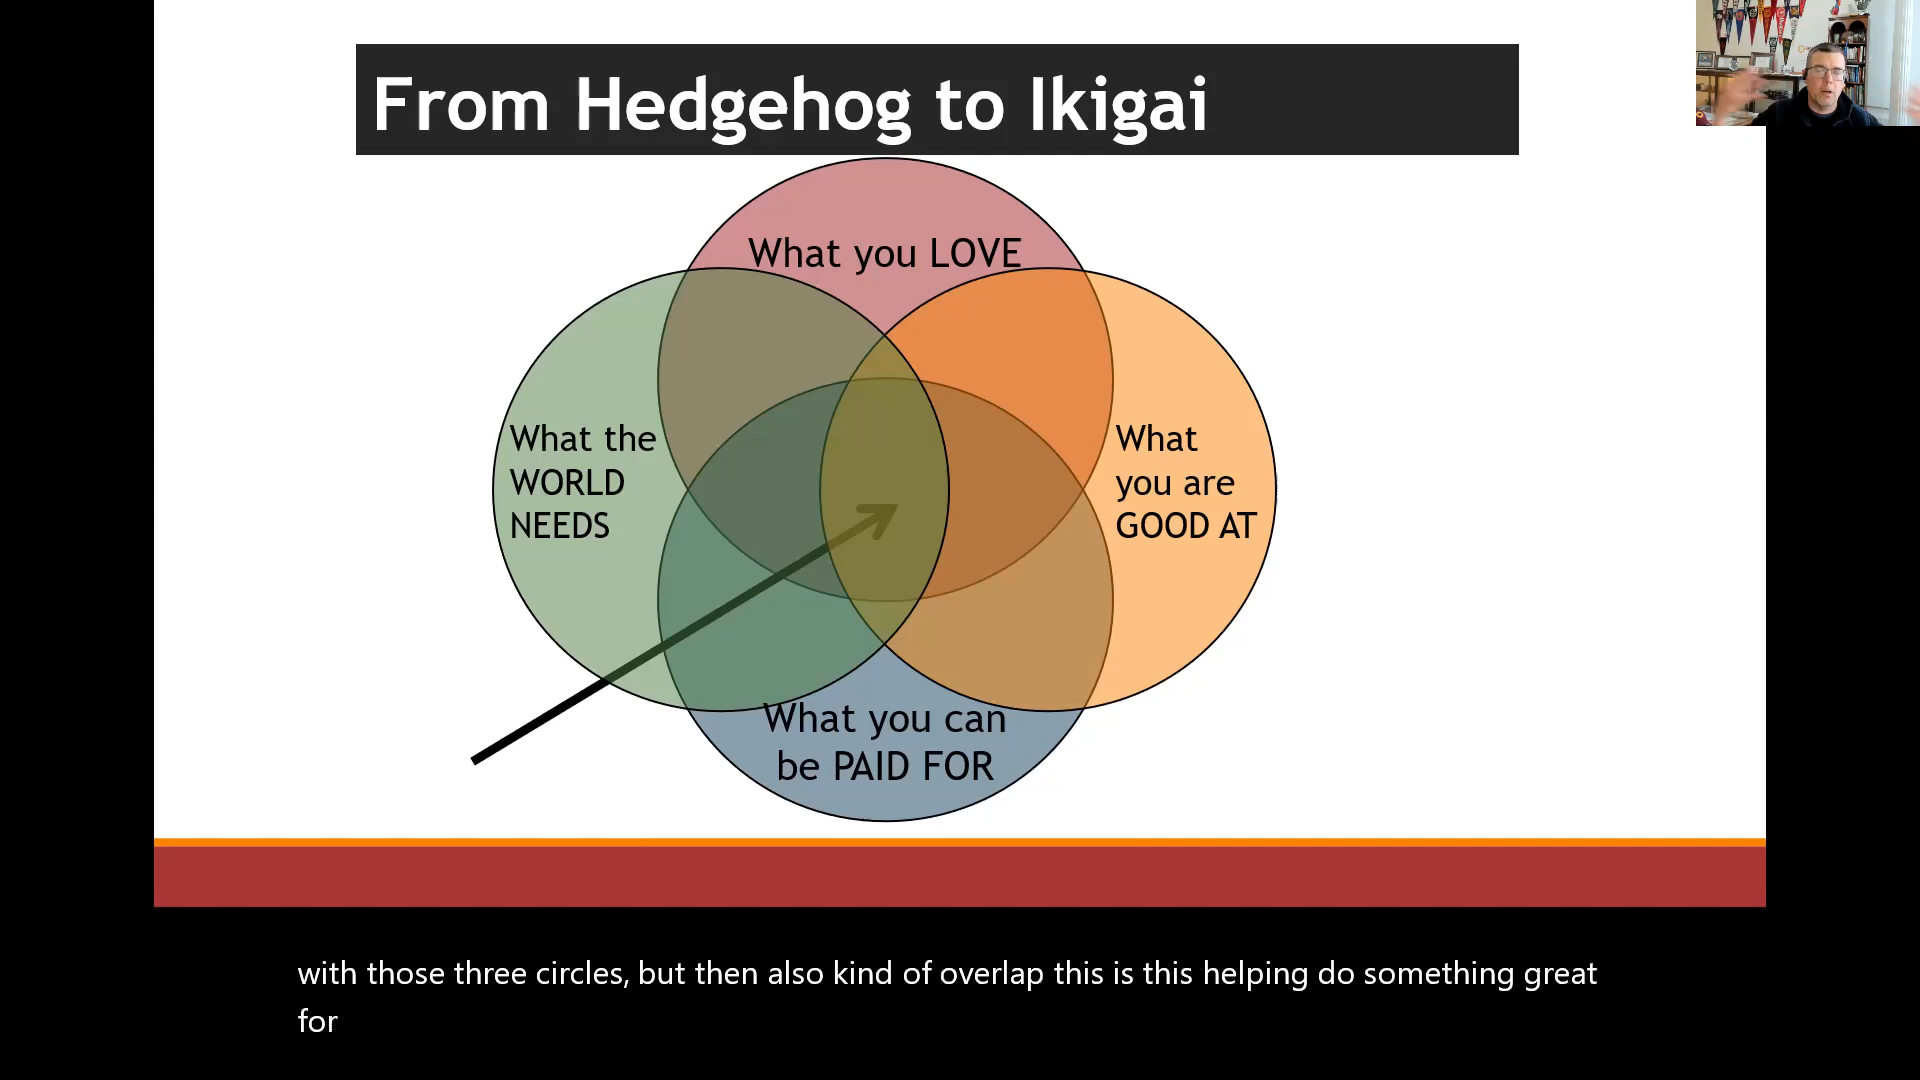 From Hedgehog to Ikigai
What you LOVE
What the
WORLD
NEEDS
What
you are
GOOD AT
What you can
be PAID FOR
with those three circles, but then also kind of overlap this is this helping do something great
for